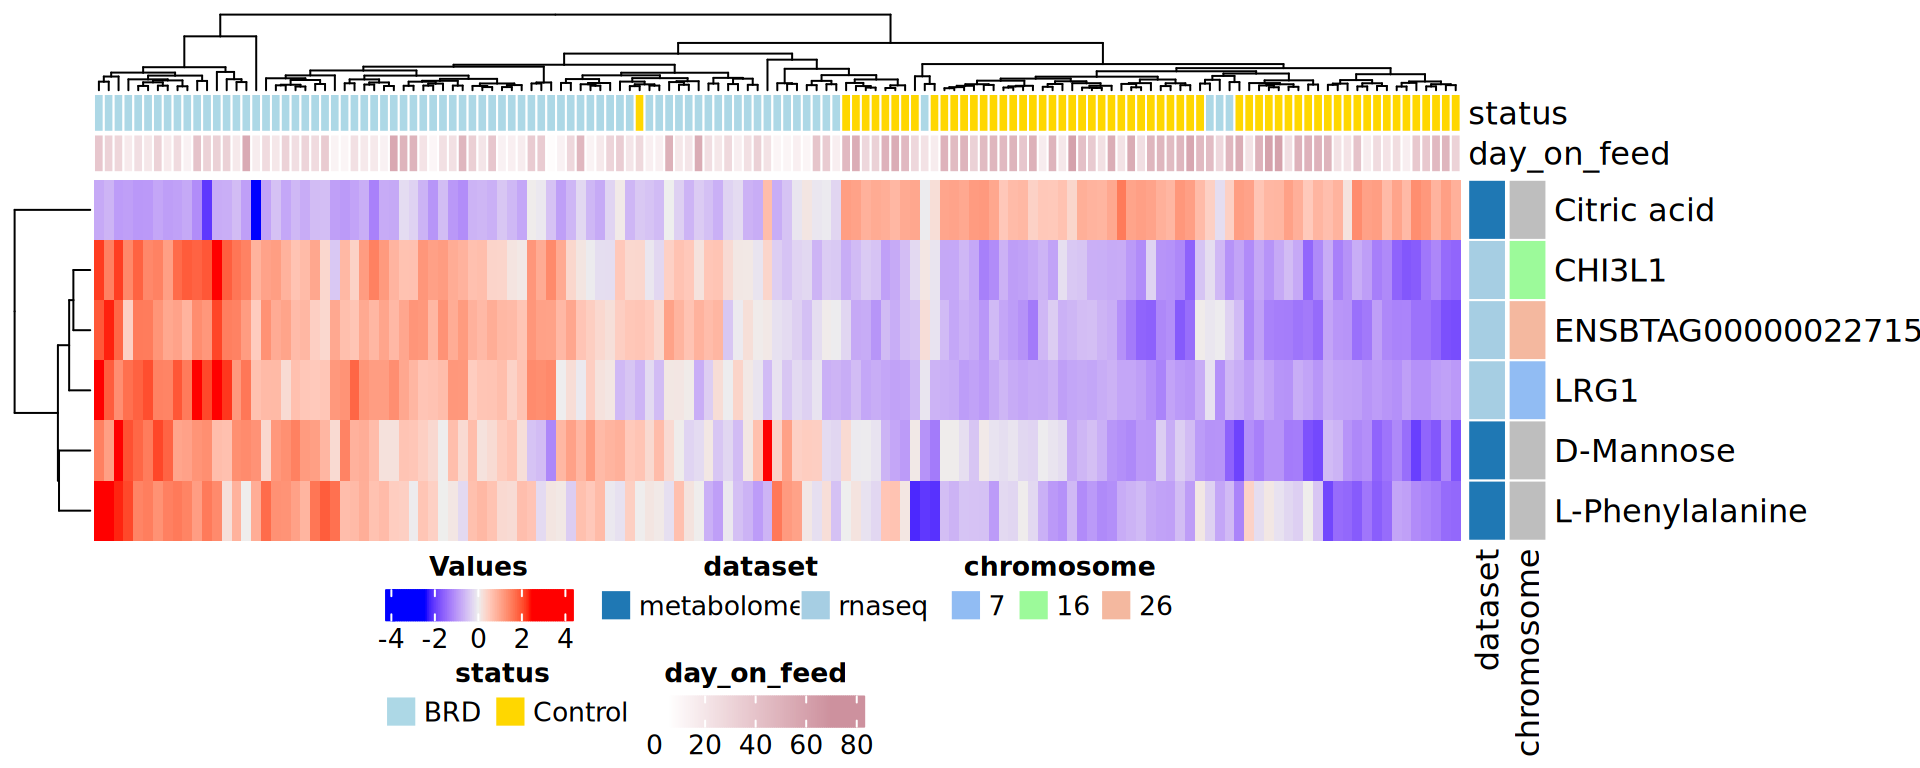 status
day_on_feed
Citric acid
CHI3L1
ENSBTAG00000022715
LRG1
D-Mannose
L-Phenylalanine
dataset
chromosome
Values
-4 -2 0 2 4
dataset
metabolome rnaseq
chromosome
7 16 26
status
BRD Control
day_on_feed
0 20 40 60 80